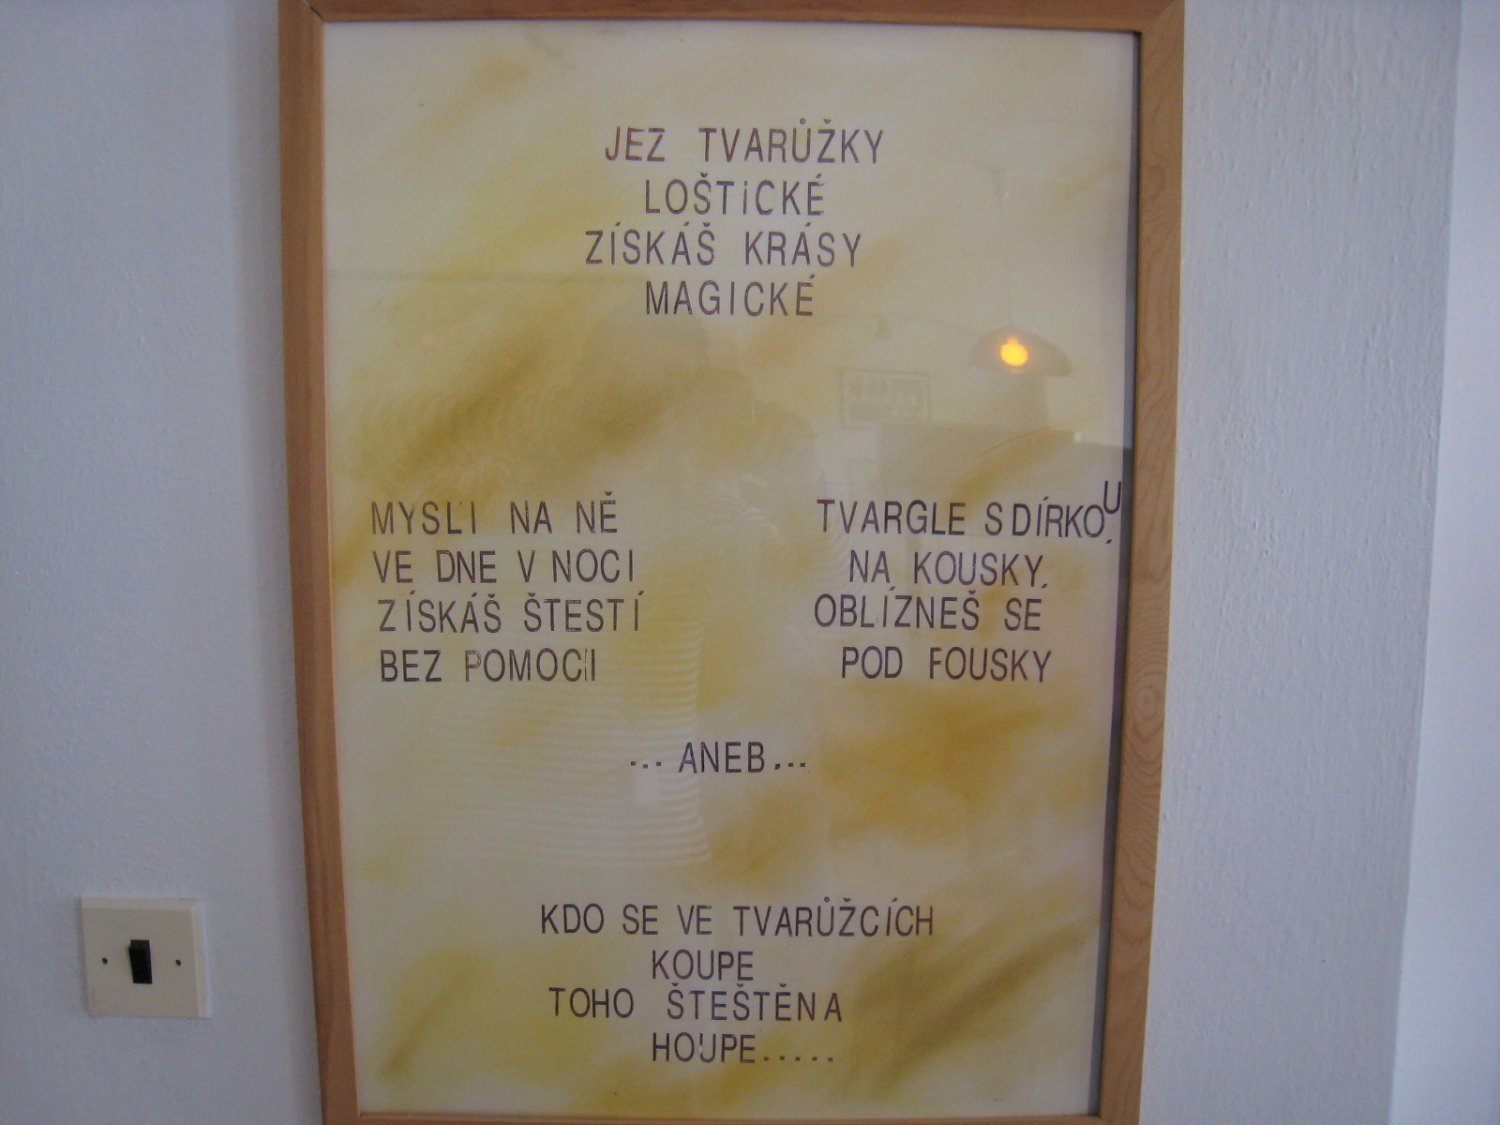 JEZ TVARŮŽKY
LOŠTICKÉ
ZÍSKÁŠ KRÁSY
MAGICKÉ
MYSLI NA NĚ
VE DNE V NOCI
ZÍSKÁŠ ŠTESTÍ
BEZ POMOCI
TVARGLE S DÍRKOU
NA KOUSKY
OBLÍZNEŠ SE
POD FOUSKY
... ANEB...
KDO SE VE TVARŮŽCÍCH
KOUPE
TOHO ŠTEŠTĚNA
HOUPE.....